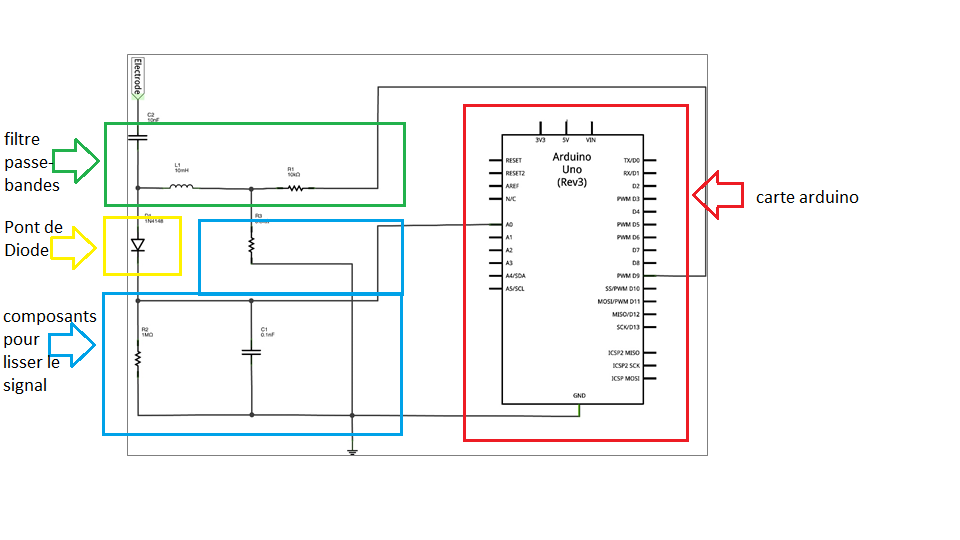 Electrode
C2
10nF
filtre
passe-
bandes
L1
10mH
R1
10kΩ
Pont de
Diode
1N4148
R3
composants
pour
lisser le
signal
R2
1MΩ
C1
0.1nF
3V3 5V VIN
Arduino
Uno
(Rev3)
RESET
RESET2
AREF
N/C
A0
A1
A2
A3
A4/SDA
A5/SCL
TX/D0
RX/D1
D2
PWM D3
D4
PWM D5
PWM D6
D7
D8
PWM D9
SS/PWM D10
MOSI/PWM D11
MISO/D12
SCK/D13
ICSP2 MISO
ICSP2 SCK
ICSP MOSI
GND
carte arduino